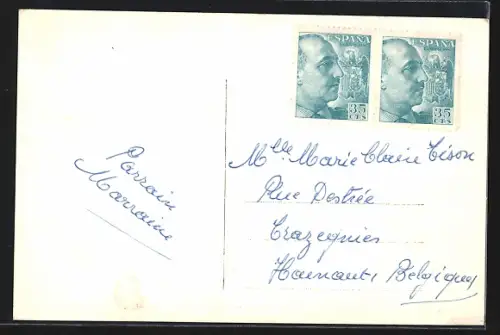 ESPAÑA
35
CTS
ESPAÑA
35
CTS
Parrain
Marraine
Mlle Marie Claire Tison
Rue Destrée
Trazegnies
Hainaut, Belgique